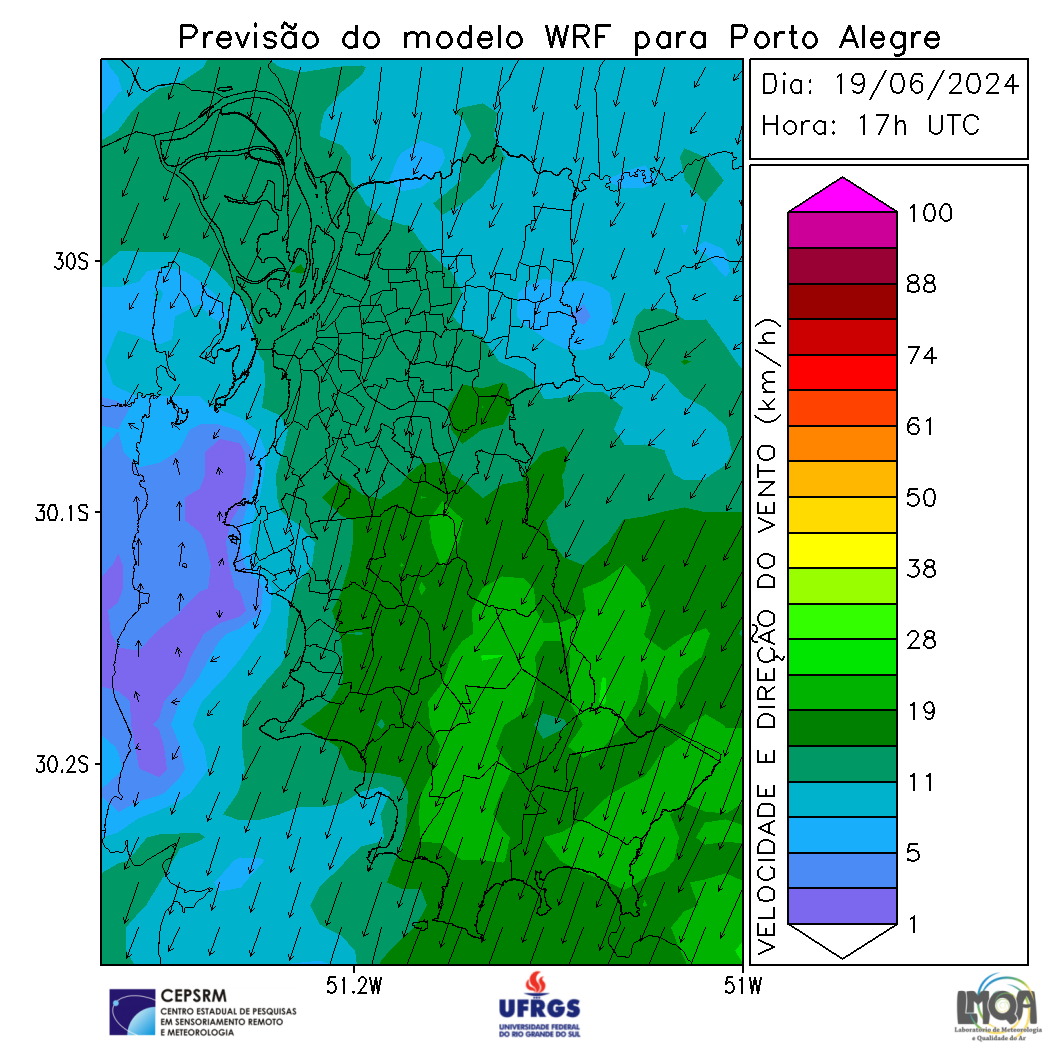 Previsão do modelo WRF para Porto Alegre
Dia: 19/06/2024
Hora: 17h UTC
30S
30.1S
30.2S
51.2W
51W
VELOCIDADE E DIREÇÃO DO VENTO (km/h)
100
88
74
61
50
38
28
19
11
5
1
CEPSRM
CENTRO ESTADUAL DE PESQUISAS
EM SENSORIAMENTO REMOTO
E METEOROLOGIA
UFRGS
UNIVERSIDADE FEDERAL
DO RIO GRANDE DO SUL
LMQA
Laboratório de Meteorologia
e Qualidade do Ar